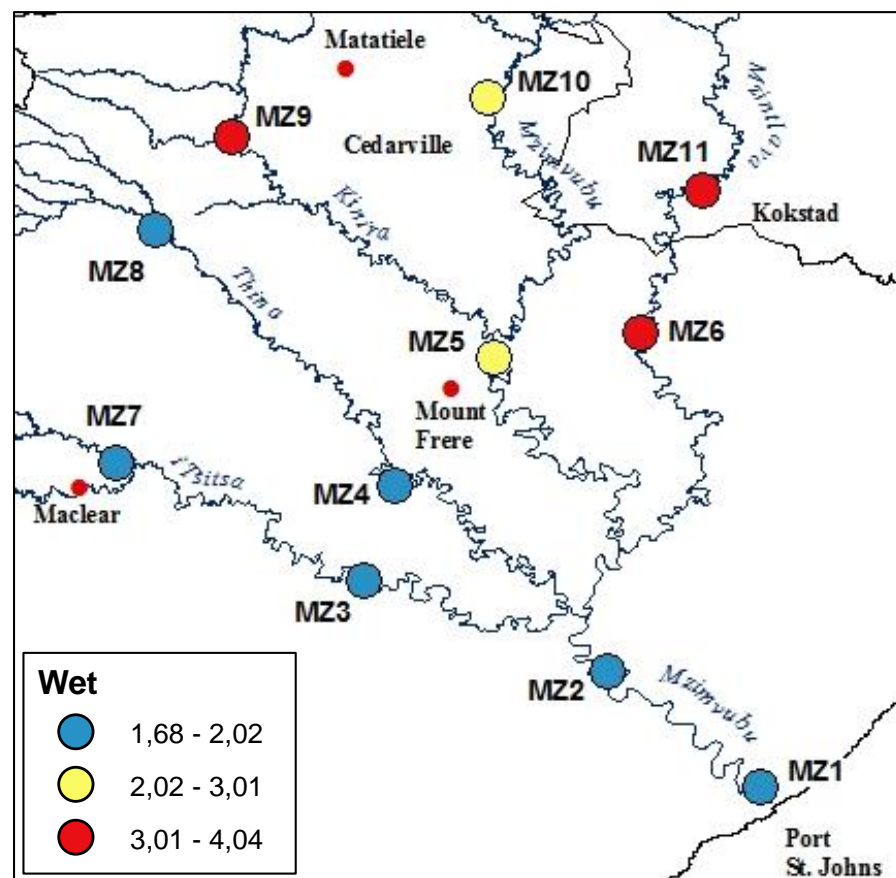 Matatiele
MZ10
MZ9
Cedarville
Mzimvubu
MZ11
Mzintlava
Kokstad
MZ8
Kinira
Thina
MZ5
MZ6
Mount
Frere
MZ7
iTsitsa
Maclear
MZ4
MZ3
MZ2
Mzimvubu
MZ1
Port
St. Johns
Wet
1,68 - 2,02
2,02 - 3,01
3,01 - 4,04